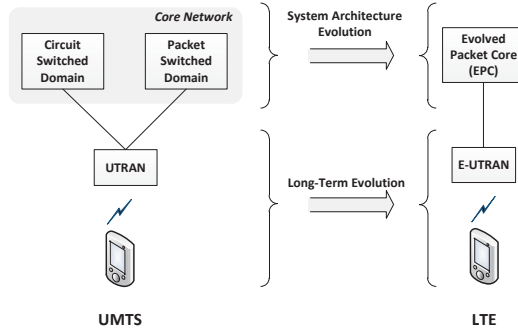 Core Network
Circuit
Switched
Domain
Packet
Switched
Domain
UTRAN
UMTS
System Architecture
Evolution
Long-Term Evolution
Evolved
Packet Core
(EPC)
E-UTRAN
LTE